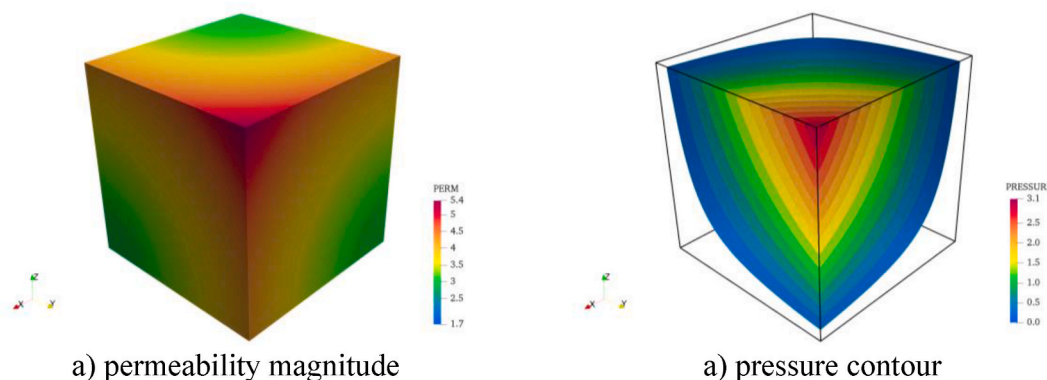 PERM
5.4
5
4.5
4
3.5
3
2.5
1.7
Z
X
Y
a) permeability magnitude
PRESSUR
3.1
2.5
2.0
1.5
1.0
0.5
0.0
Z
X
Y
a) pressure contour